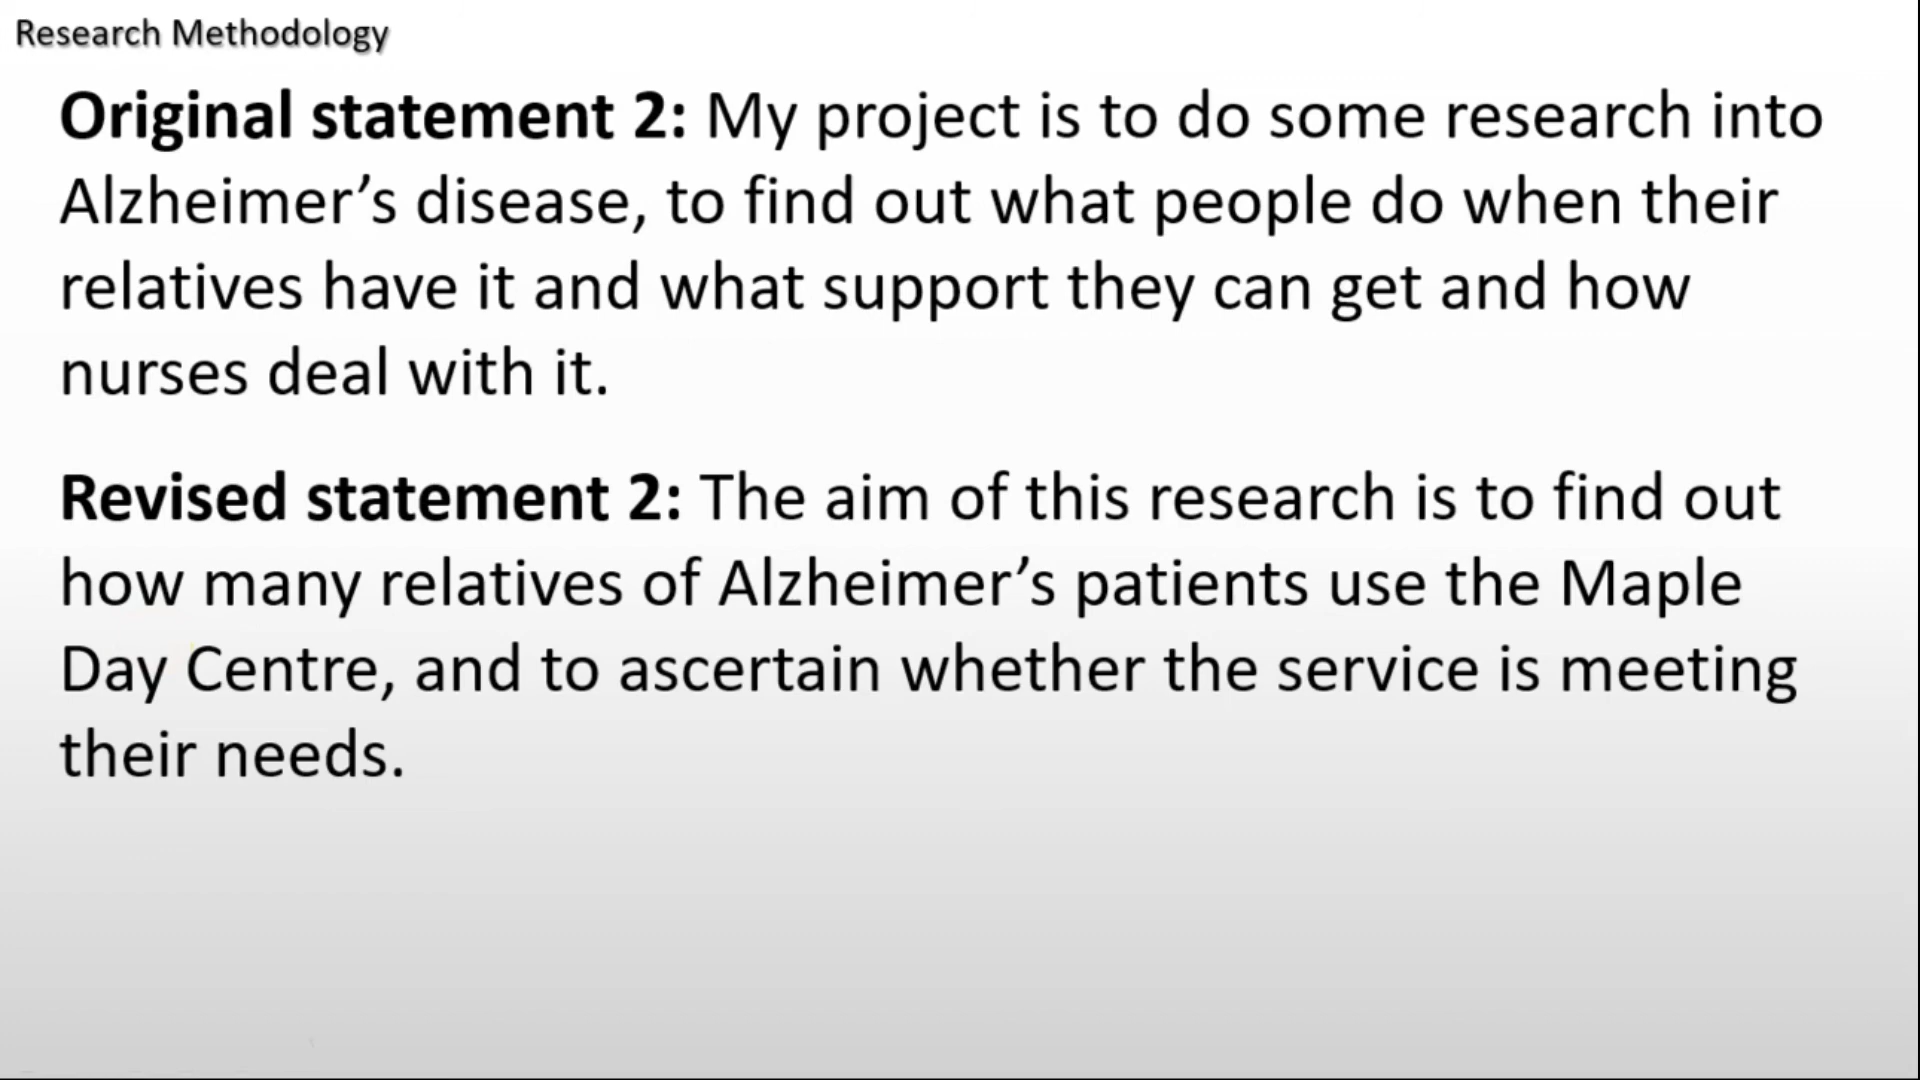 Research Methodology
Original statement 2: My project is to do some research into
Alzheimer’s disease, to find out what people do when their
relatives have it and what support they can get and how
nurses deal with it.
Revised statement 2: The aim of this research is to find out
how many relatives of Alzheimer’s patients use the Maple
Day Centre, and to ascertain whether the service is meeting
their needs.